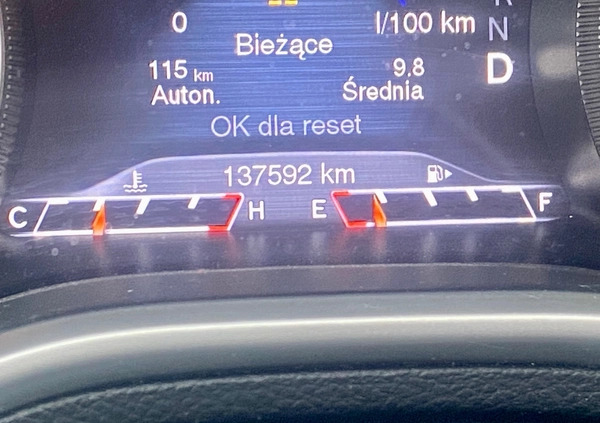 0 l/100 km
Bieżące
115 km 9.8
Auton. Średnia
OK dla reset
137592 km
C H E F
R
N
D